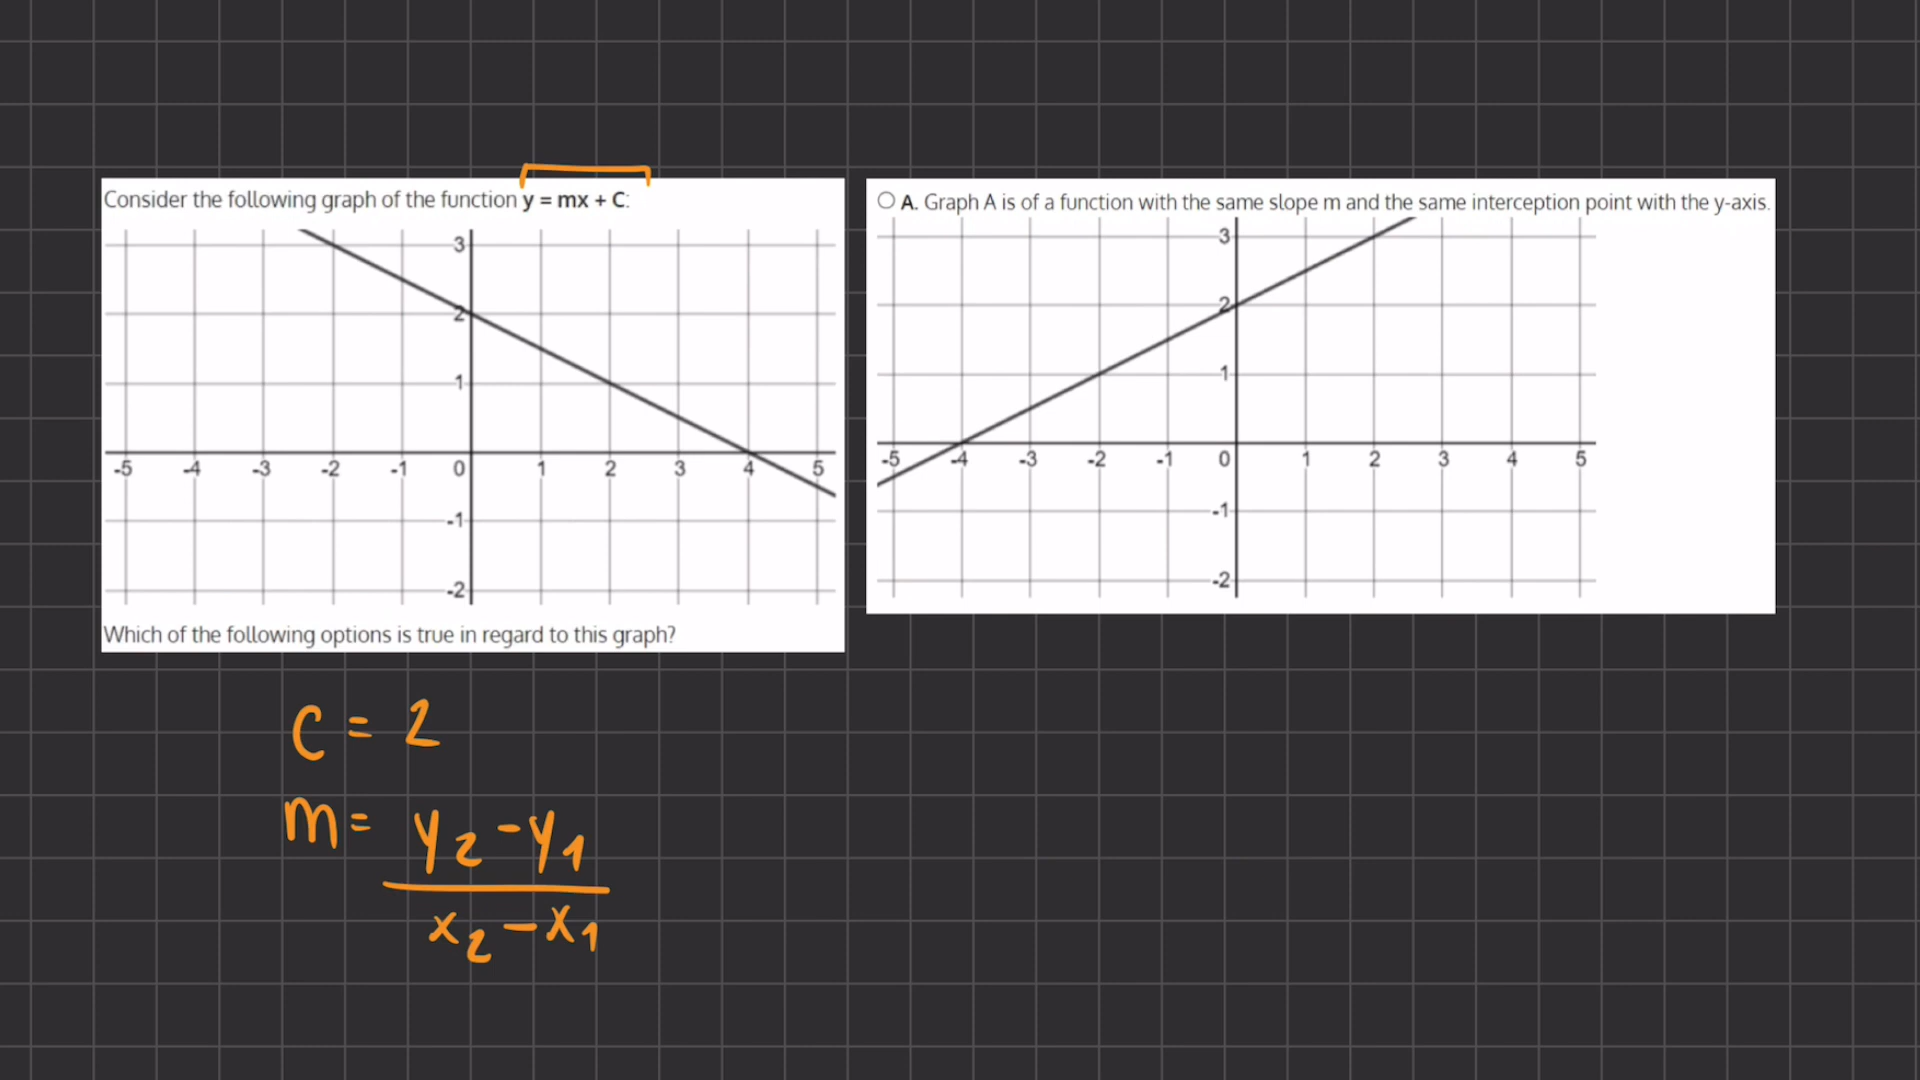 Consider the following graph of the function y = mx + C:
3
2
1
-5 -4 -3 -2 -1 0 1 2 3 4 5
-1
-2
Which of the following options is true in regard to this graph?
A. Graph A is of a function with the same slope m and the same interception point with the y-axis.
3
2
1
-5 -4 -3 -2 -1 0 1 2 3 4 5
-1
-2
C = 2
m = y2 - y1
x2 - x1